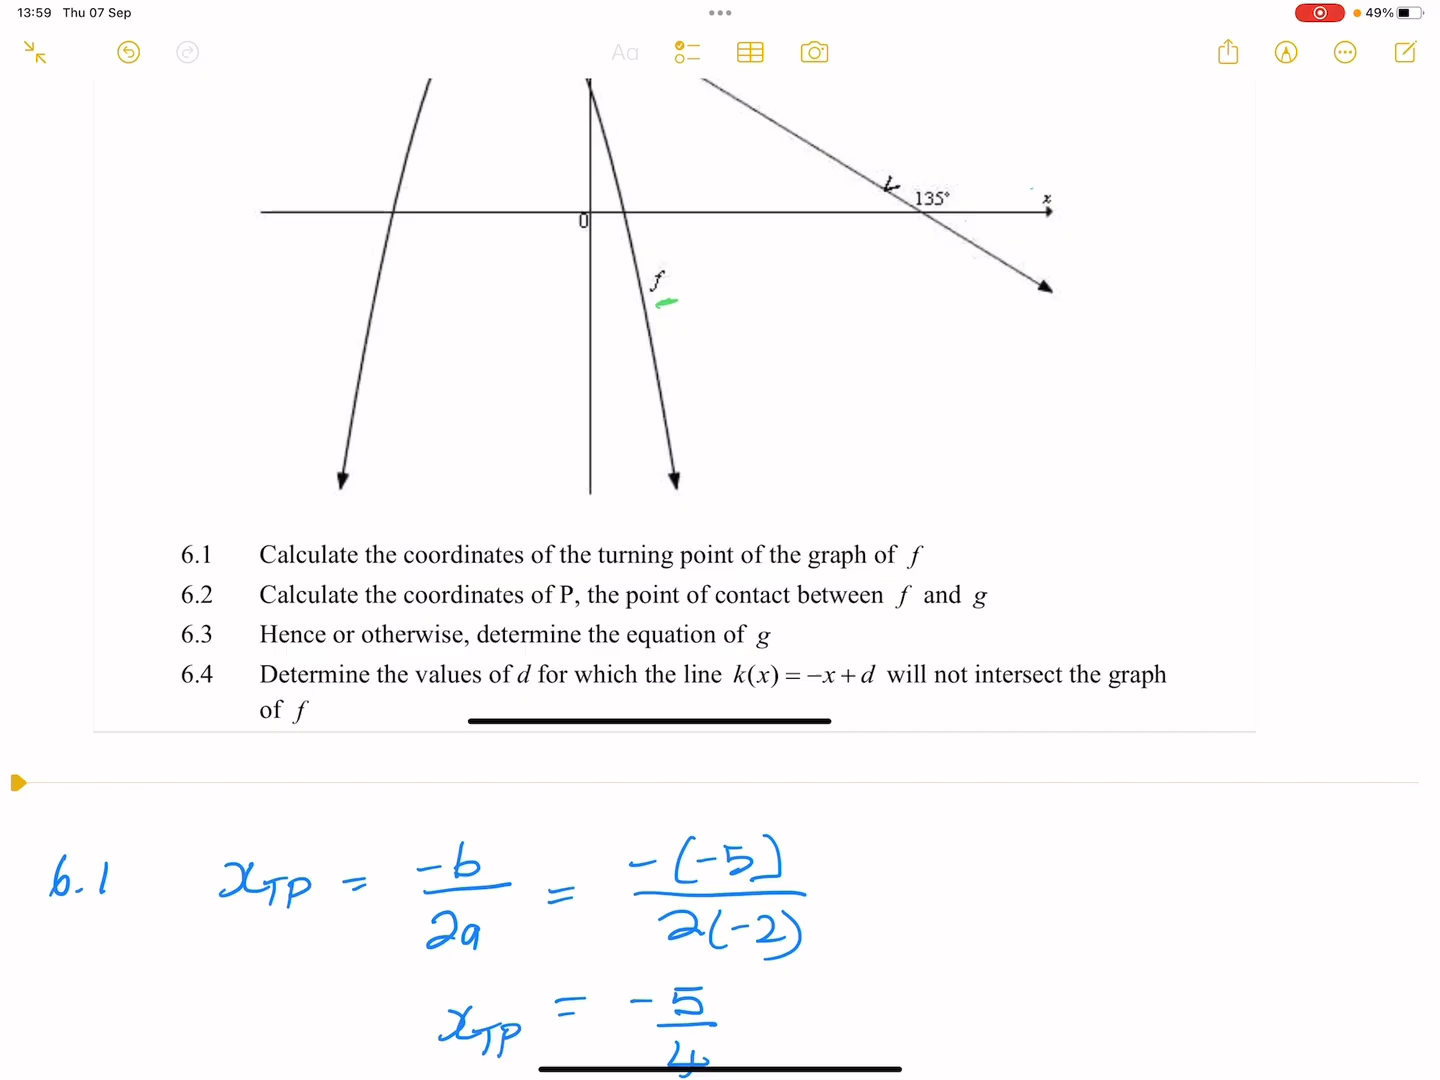 13:59 Thu 07 Sep
49%
Aa
135°
x
0
f
6.1 Calculate the coordinates of the turning point of the graph of f
6.2 Calculate the coordinates of P, the point of contact between f and g
6.3 Hence or otherwise, determine the equation of g
6.4 Determine the values of d for which the line k(x) = −x + d will not intersect the graph
of f
6.1 x_TP = -b/2a = -(-5)/2(-2)
x_TP = -5/4